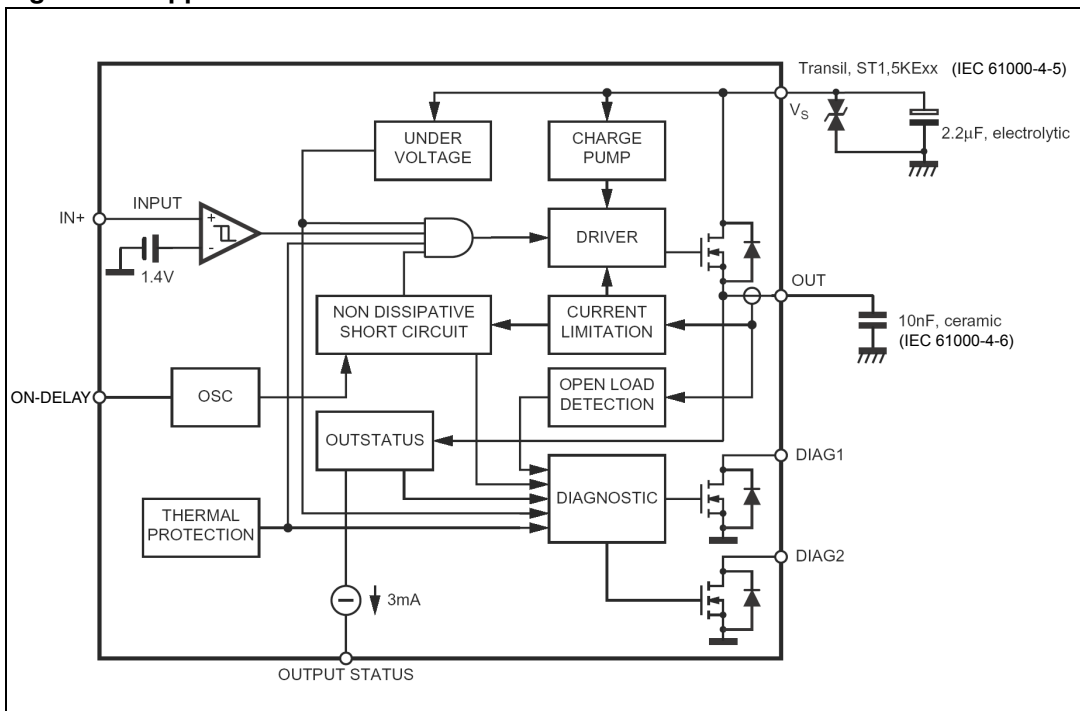 Transil, ST1,5KExx (IEC 61000-4-5)
VS
2.2µF, electrolytic
UNDER
VOLTAGE
CHARGE
PUMP
IN+
INPUT
+
-
1.4V
DRIVER
OUT
NON DISSIPATIVE
SHORT CIRCUIT
CURRENT
LIMITATION
10nF, ceramic
(IEC 61000-4-6)
ON-DELAY
OSC
OPEN LOAD
DETECTION
OUTSTATUS
DIAG1
DIAGNOSTIC
THERMAL
PROTECTION
DIAG2
3mA
OUTPUT STATUS